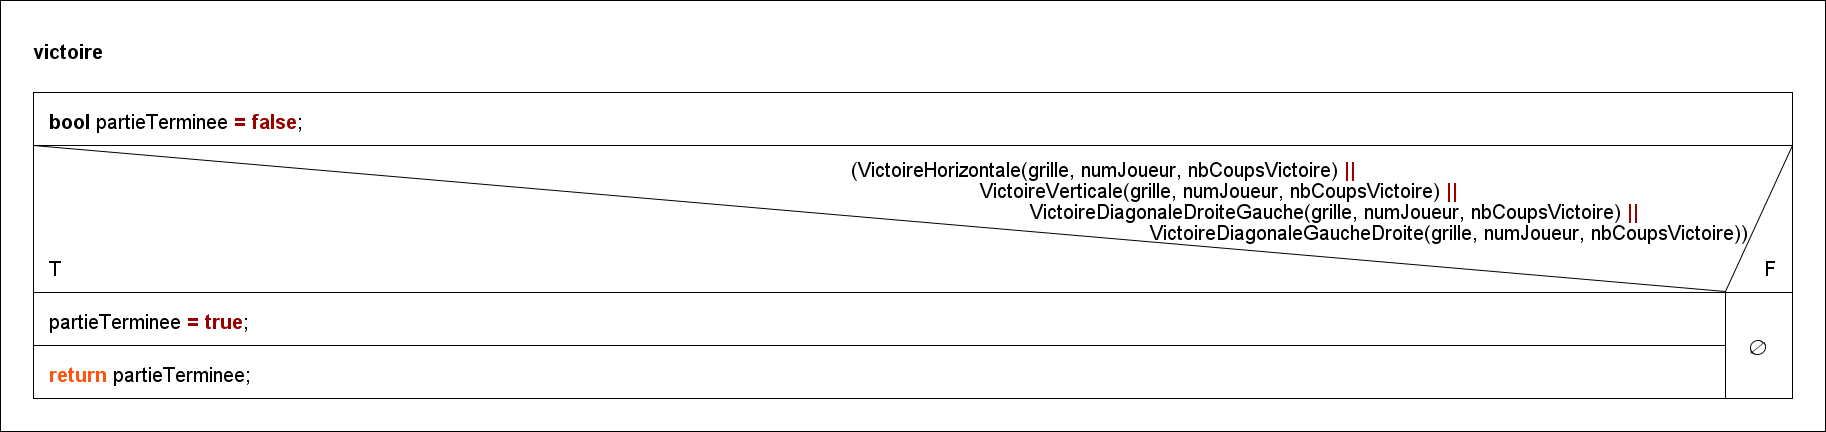 victoire
bool partieTerminee = false;
(VictoireHorizontale(grille, numJoueur, nbCoupsVictoire) ||
VictoireVerticale(grille, numJoueur, nbCoupsVictoire) ||
VictoireDiagonaleDroiteGauche(grille, numJoueur, nbCoupsVictoire) ||
VictoireDiagonaleGaucheDroite(grille, numJoueur, nbCoupsVictoire))
T
F
partieTerminee = true;
∅
return partieTerminee;